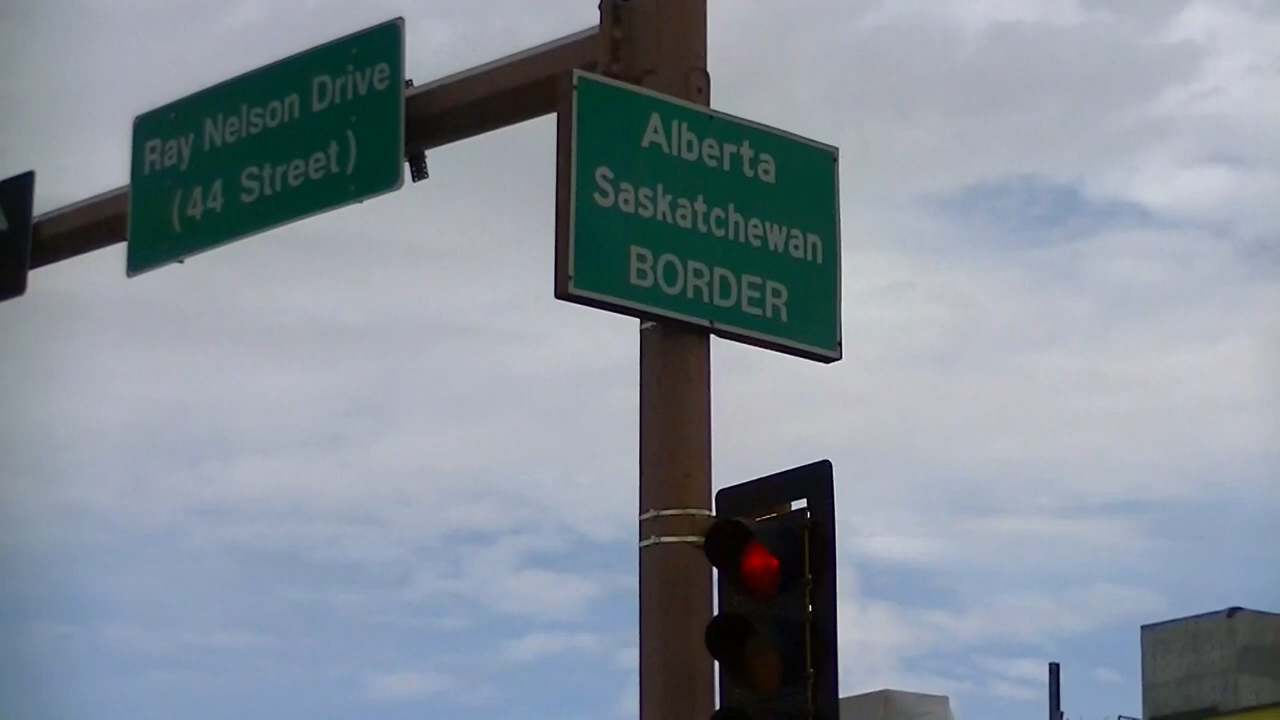 Ray Nelson Drive
(44 Street)
Alberta
Saskatchewan
BORDER